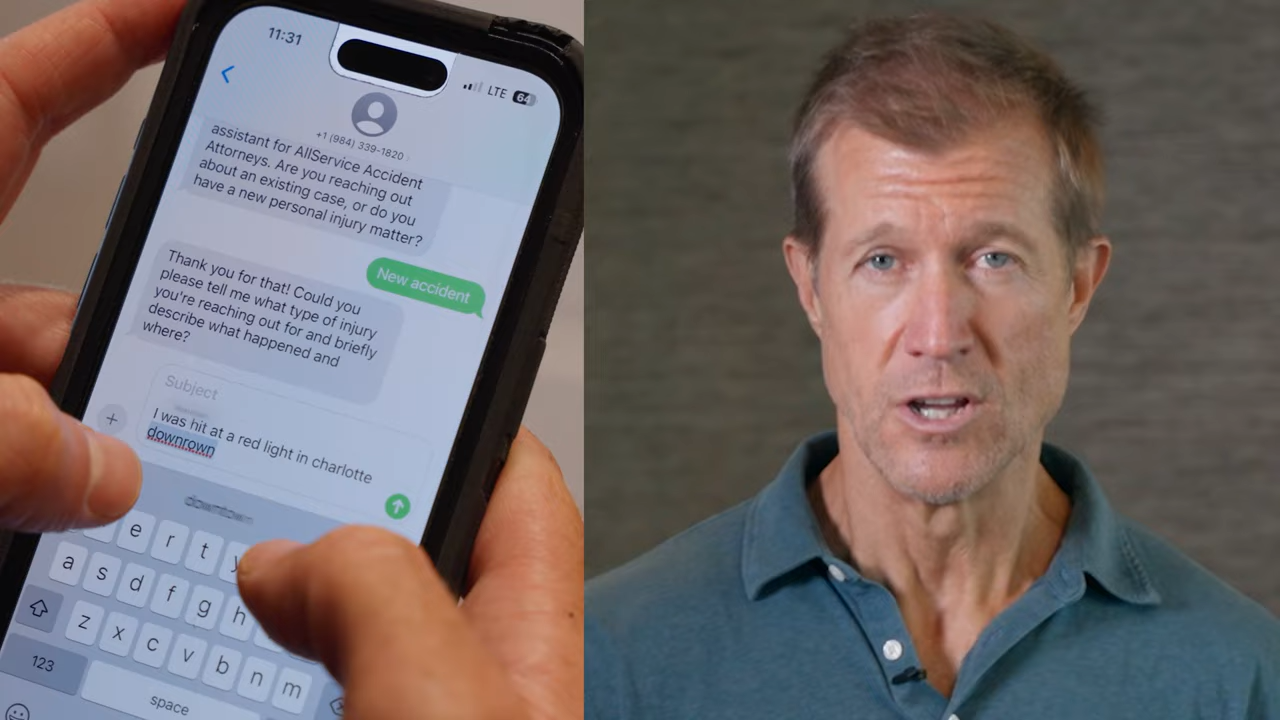 11:31
LTE 64
+1 (984) 339-1820
assistant for AllService Accident
Attorneys. Are you reaching out
about an existing case, or do you
have a new personal injury matter?
New accident
Thank you for that! Could you
please tell me what type of injury
you're reaching out for and briefly
describe what happened and
where?
Subject
I was hit at a red light in charlotte
downrown
downtown
e r t y
a s d f g h
z x c v b n m
123
space